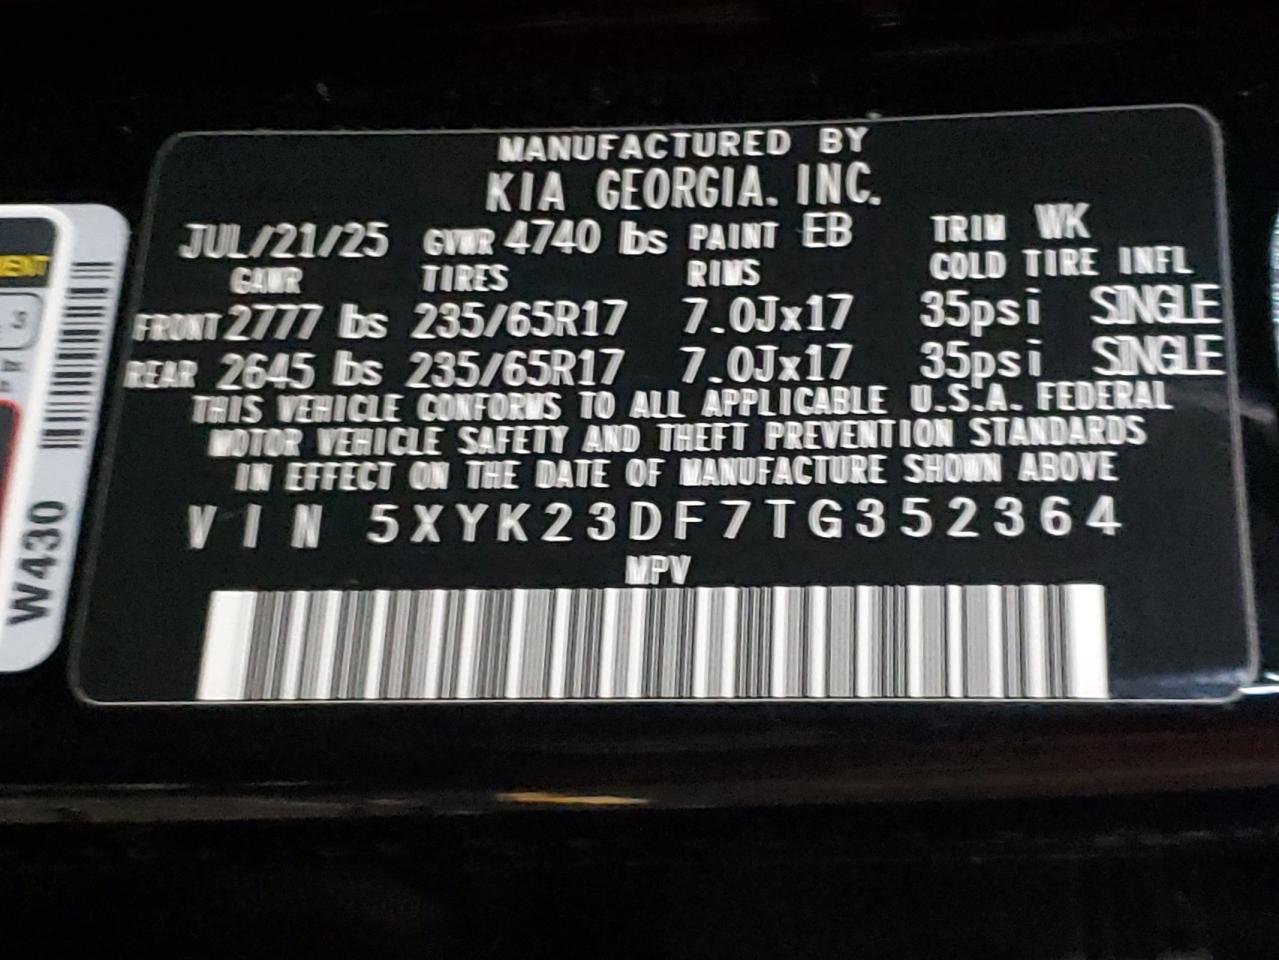 MANUFACTURED BY
KIA GEORGIA. INC.
JUL/21/25 GVWR 4740 lbs PAINT EB TRIM WK
GAWR TIRES RIMS COLD TIRE INFL
FRONT 2777 lbs 235/65R17 7.0Jx17 35psi SINGLE
REAR 2645 lbs 235/65R17 7.0Jx17 35psi SINGLE
THIS VEHICLE CONFORMS TO ALL APPLICABLE U.S.A. FEDERAL
MOTOR VEHICLE SAFETY AND THEFT PREVENTION STANDARDS
IN EFFECT ON THE DATE OF MANUFACTURE SHOWN ABOVE
VIN 5XYK23DF7TG352364
MPV
W430